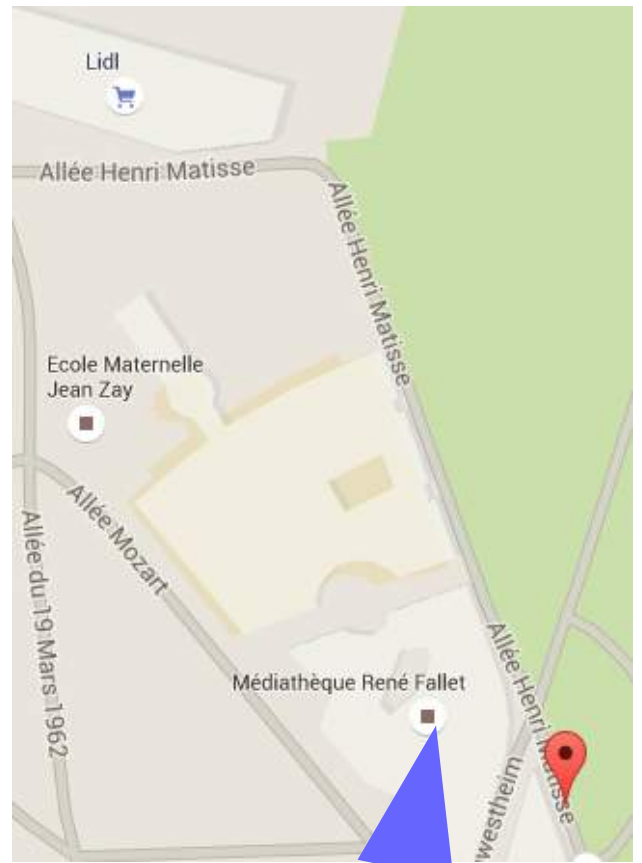 Lidl
Allée Henri Matisse
Allée Henri Matisse
Ecole Maternelle
Jean Zay
Allée Mozart
Allée du 19 Mars 1962
Médiathèque René Fallet
Allée Henri Matisse
westheim